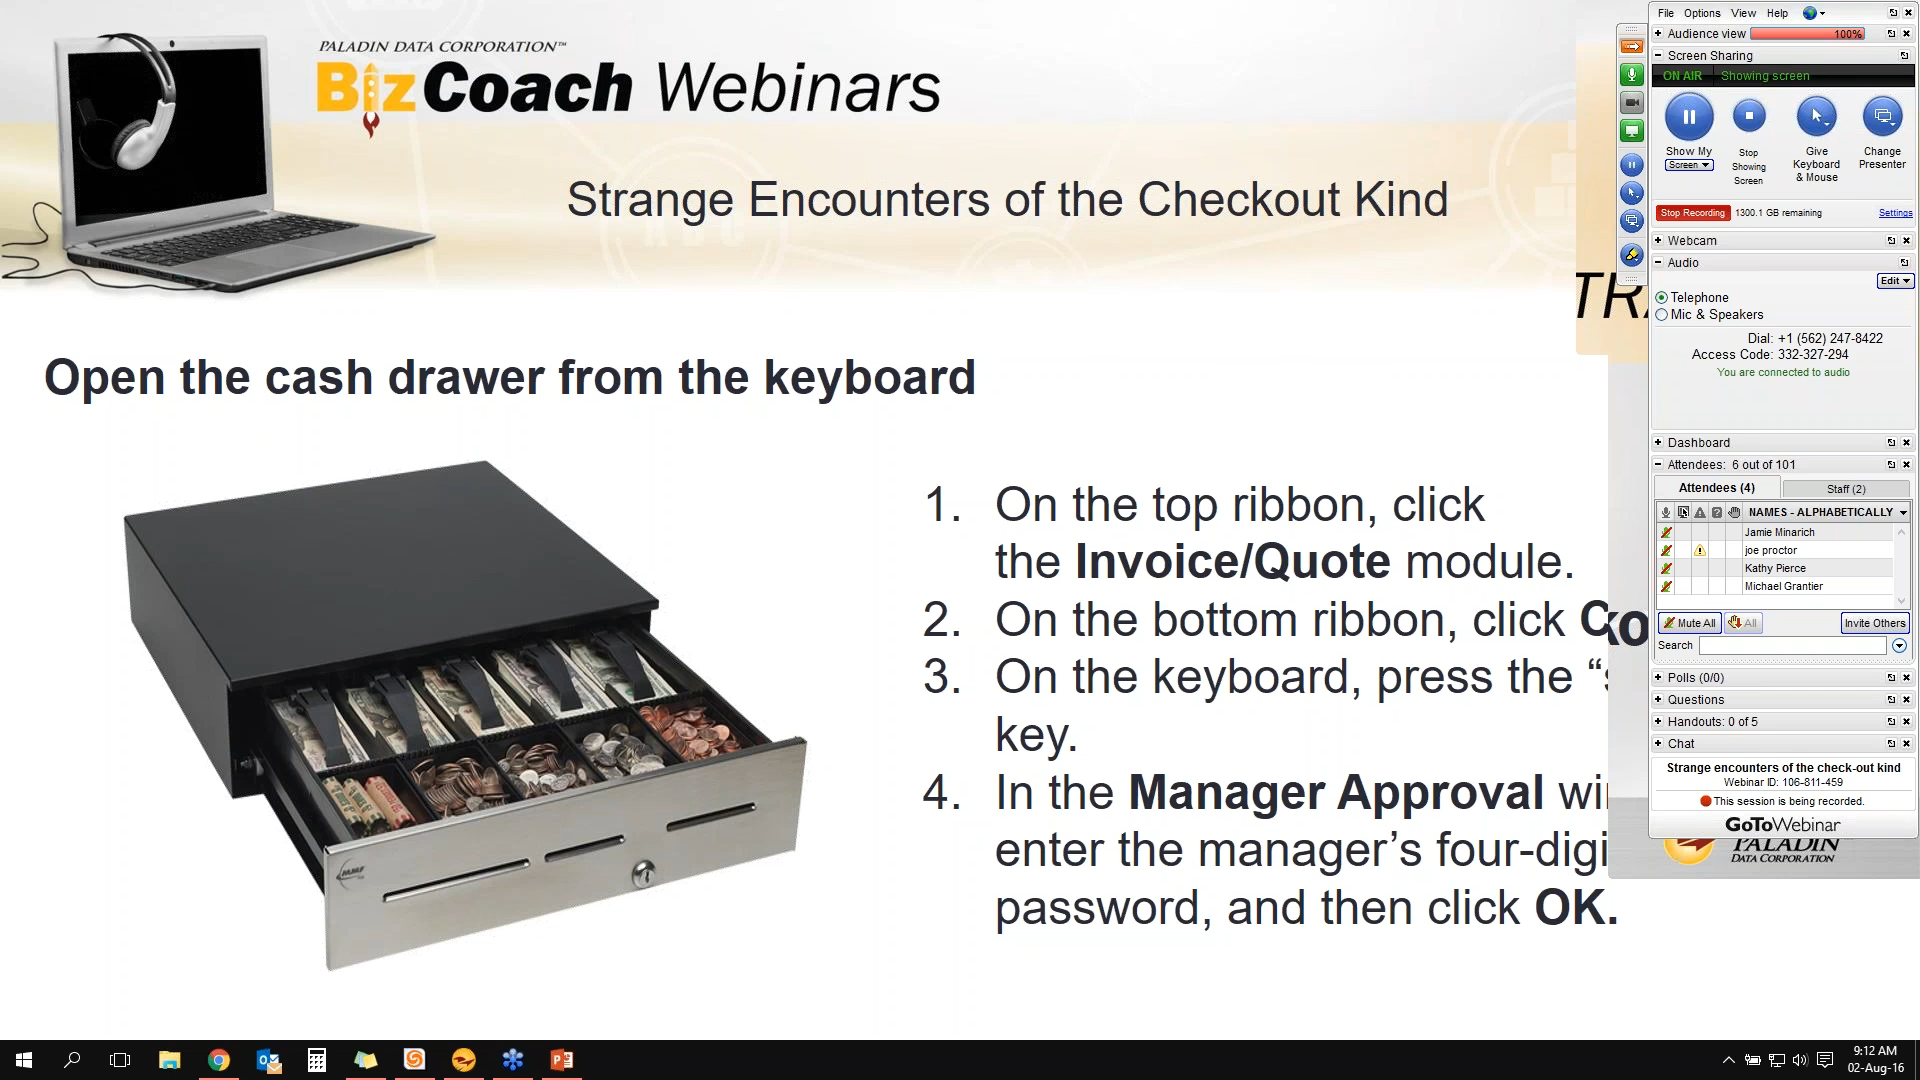 PALADIN DATA CORPORATION™
BizCoach Webinars
Strange Encounters of the Checkout Kind
Open the cash drawer from the keyboard
1. On the top ribbon, click
the Invoice/Quote module.
2. On the bottom ribbon, click
3. On the keyboard, press the “
key.
4. In the Manager Approval
enter the manager’s four-digi
password, and then click OK.
File Options View Help
Audience view 100%
Screen Sharing
ON AIR Showing screen
Show My
Screen
Stop
Showing
Screen
Give
Keyboard
& Mouse
Change
Presenter
Stop Recording 1300.1 GB remaining Settings
Webcam
Audio
Edit
Telephone
Mic & Speakers
Dial: +1 (562) 247-8422
Access Code: 332-327-294
You are connected to audio
Dashboard
Attendees: 6 out of 101
Attendees (4) Staff (2)
NAMES - ALPHABETICALLY
Jamie Minarich
joe proctor
Kathy Pierce
Michael Grantier
Mute All All Invite Others
Search
Polls (0/0)
Questions
Handouts: 0 of 5
Chat
Strange encounters of the check-out kind
Webinar ID: 106-811-459
This session is being recorded.
GoToWebinar
PALADIN
DATA CORPORATION
9:12 AM
02-Aug-16